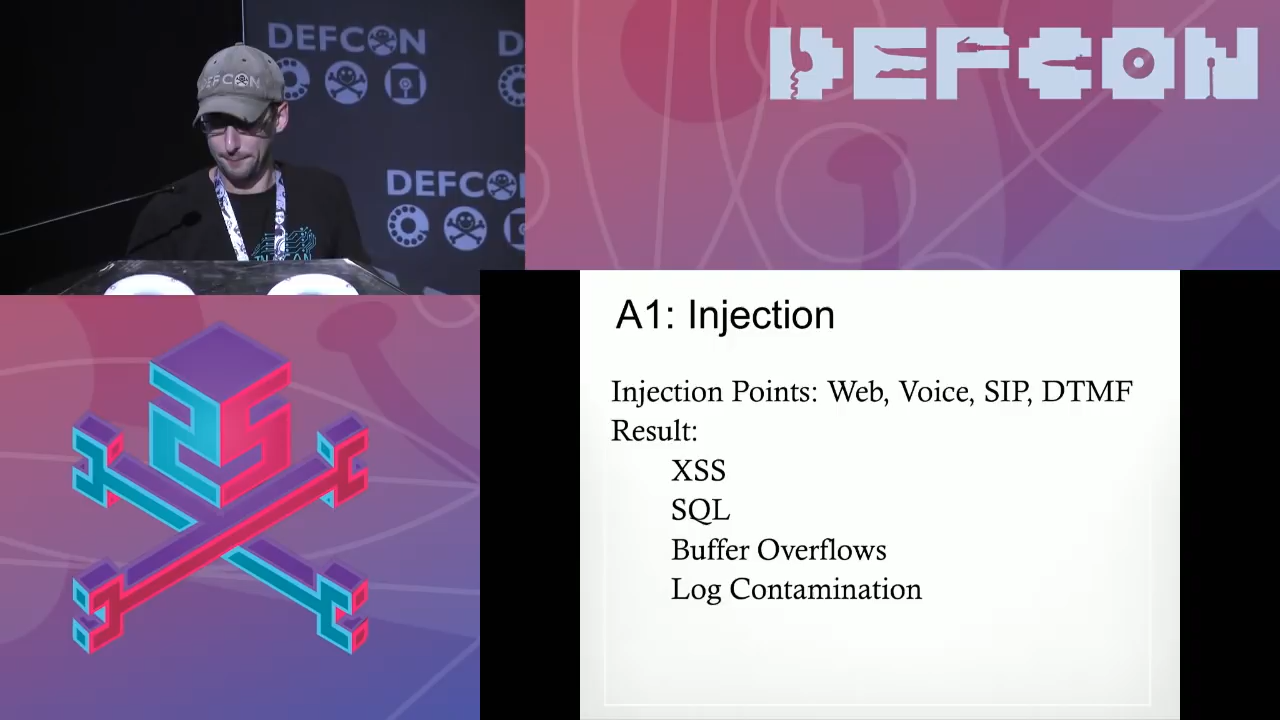 DEFCON
DEFCON
D
DEFCON
DEFCON
A1: Injection
Injection Points: Web, Voice, SIP, DTMF
Result:
XSS
SQL
Buffer Overflows
Log Contamination